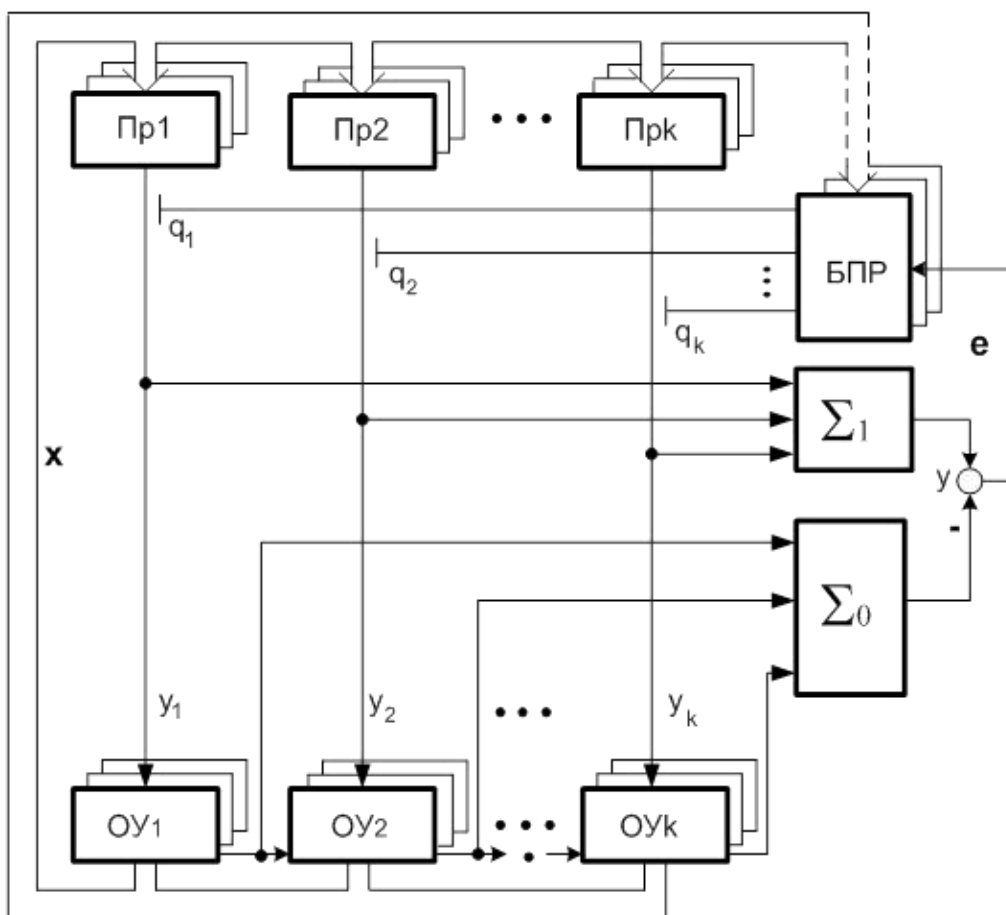 Пр1 Пр2 ... Прk
q1
q2
БПР
qk
e
Σ1
x
y
-
Σ0
y1 y2 ... yk
ОУ1 ОУ2 ... ОУk